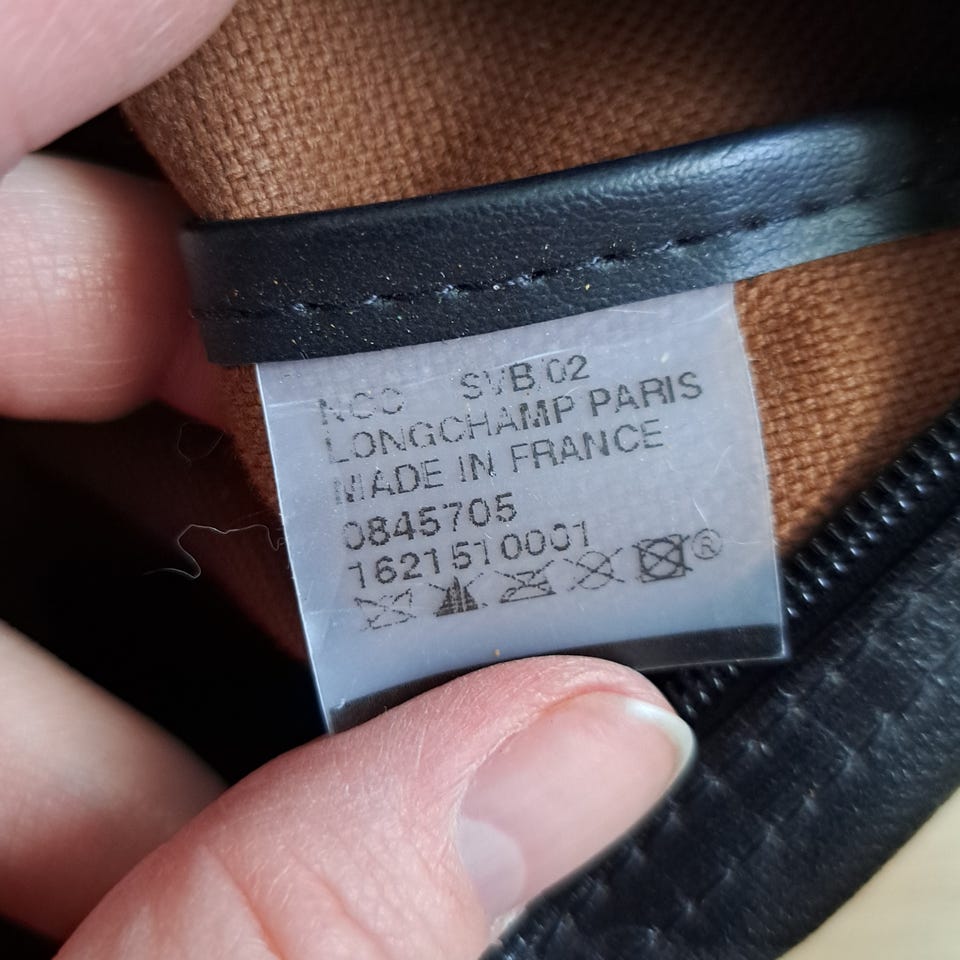 NCC SVB 02
LONGCHAMP PARIS
MADE IN FRANCE
0845705
1621510001
®